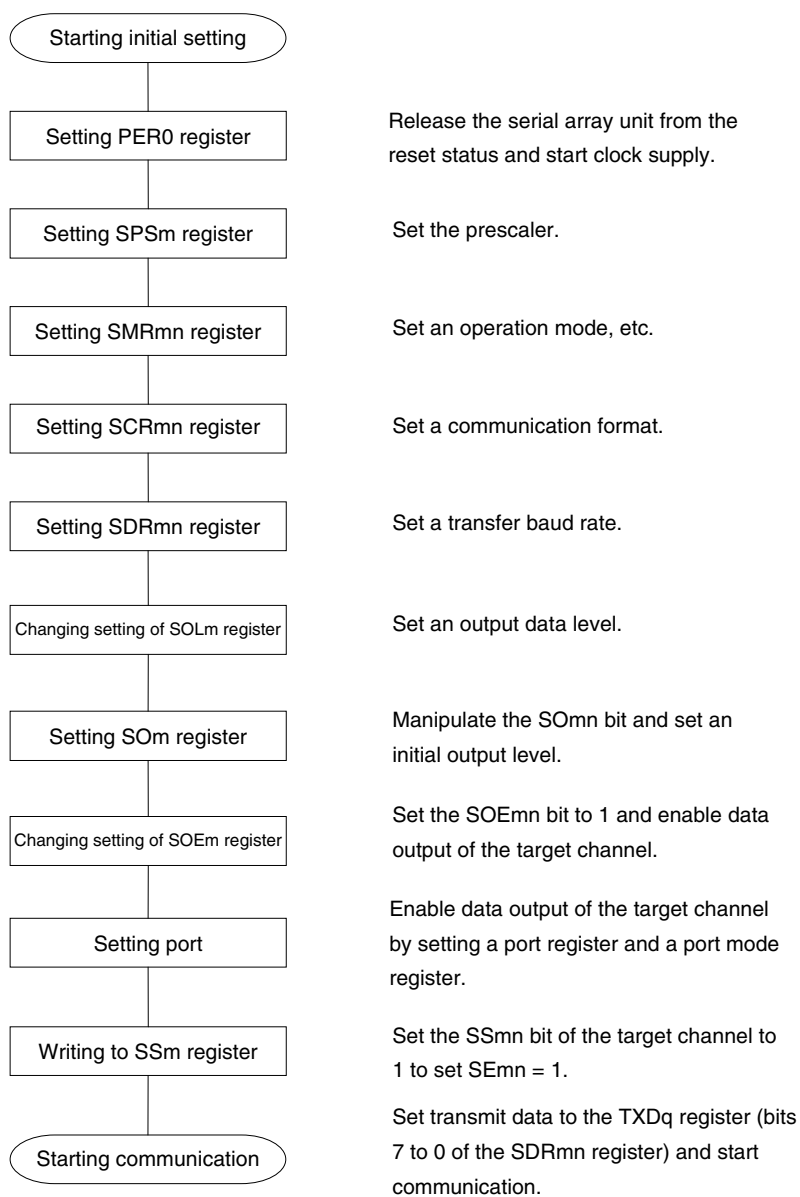 Starting initial setting
Setting PER0 register
Release the serial array unit from the
reset status and start clock supply.
Setting SPSm register
Set the prescaler.
Setting SMRmn register
Set an operation mode, etc.
Setting SCRmn register
Set a communication format.
Setting SDRmn register
Set a transfer baud rate.
Changing setting of SOLm register
Set an output data level.
Setting SOm register
Manipulate the SOmn bit and set an
initial output level.
Changing setting of SOEm register
Set the SOEmn bit to 1 and enable data
output of the target channel.
Setting port
Enable data output of the target channel
by setting a port register and a port mode
register.
Writing to SSm register
Set the SSmn bit of the target channel to
1 to set SEmn = 1.
Starting communication
Set transmit data to the TXDq register (bits
7 to 0 of the SDRmn register) and start
communication.